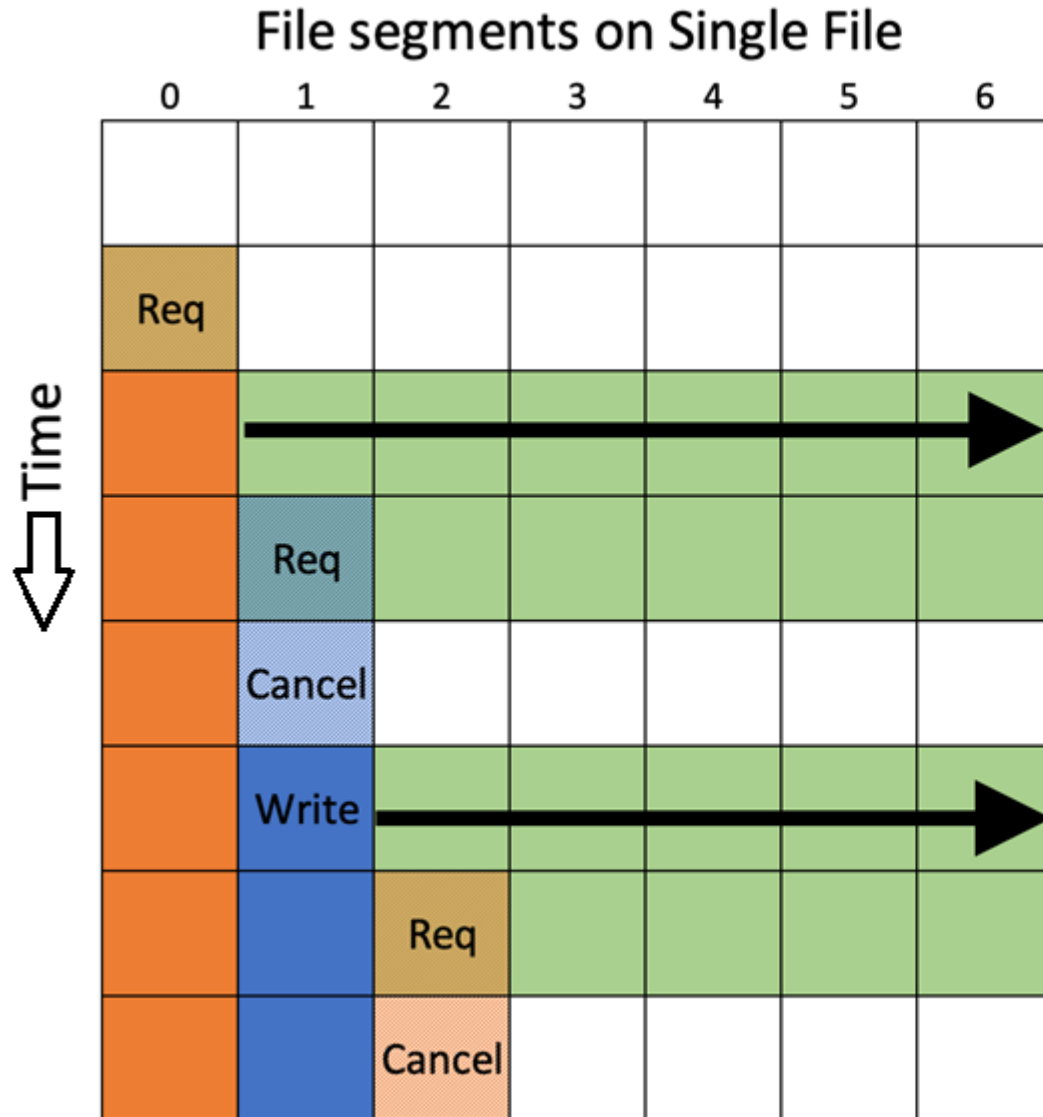 File segments on Single File
0 1 2 3 4 5 6
Req
Time
Req
Cancel
Write
Req
Cancel